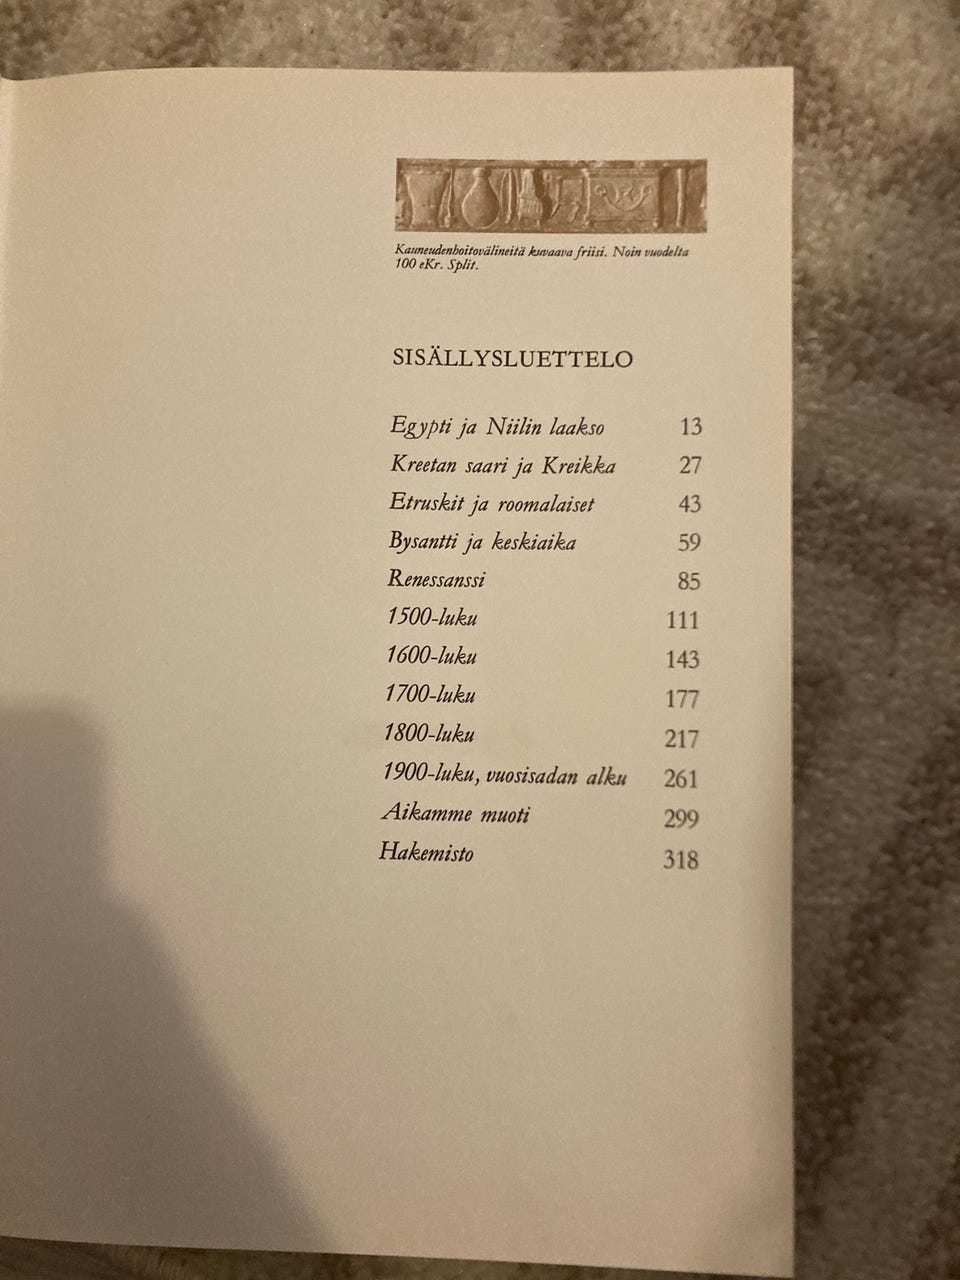 Kauneudenhoitovälineitä kuvaava friisi. Noin vuodelta
100 eKr. Split.
SISÄLLYSLUETTELO
Egypti ja Niilin laakso 13
Kreetan saari ja Kreikka 27
Etruskit ja roomalaiset 43
Bysantti ja keskiaika 59
Renessanssi 85
1500-luku 111
1600-luku 143
1700-luku 177
1800-luku 217
1900-luku, vuosisadan alku 261
Aikamme muoti 299
Hakemisto 318